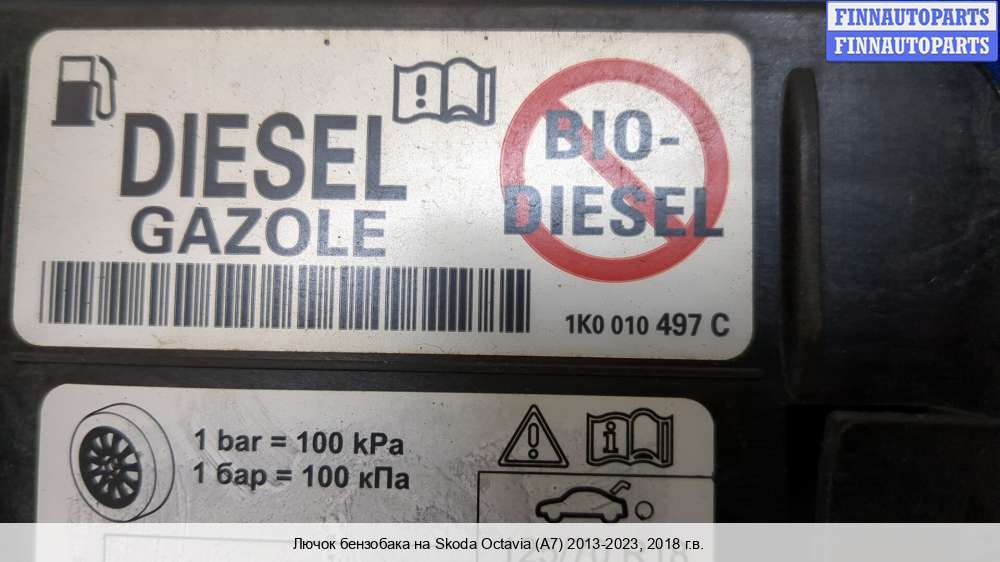 FINNAUTOPARTS
FINNAUTOPARTS
DIESEL
GAZOLE
BIO-
DIESEL
1K0 010 497 C
1 bar = 100 kPa
1 бар = 100 кПа
Лючок бензобака на Skoda Octavia (A7) 2013-2023, 2018 г.в.